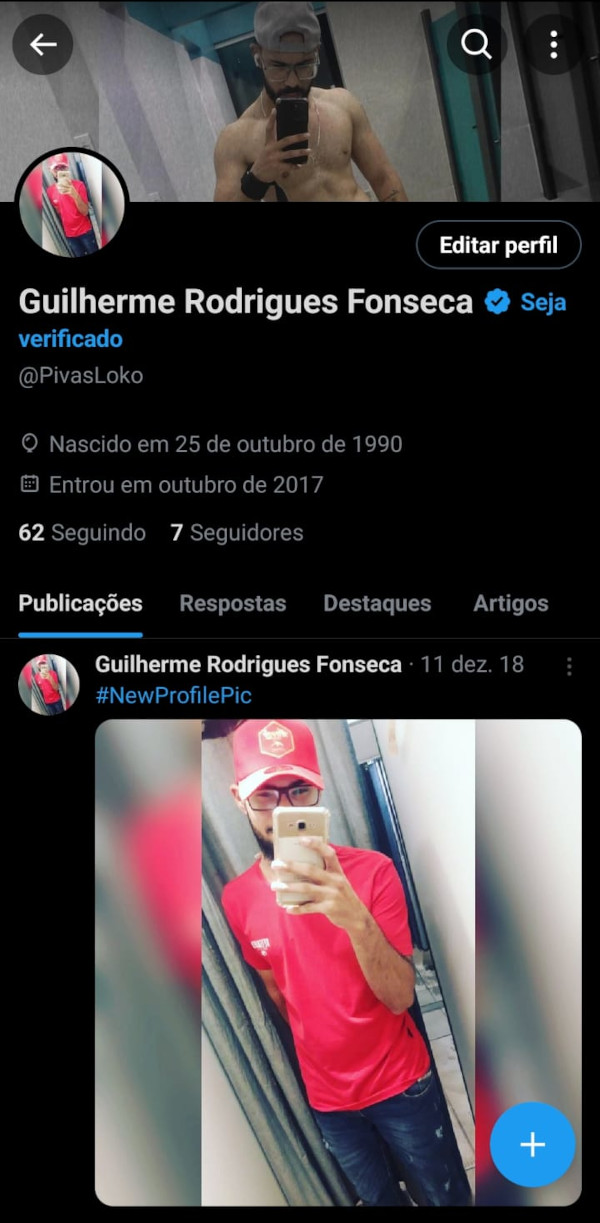 Editar perfil
Guilherme Rodrigues Fonseca Seja
verificado
@PivasLoko
Nascido em 25 de outubro de 1990
Entrou em outubro de 2017
62 Seguindo 7 Seguidores
Publicações Respostas Destaques Artigos
Guilherme Rodrigues Fonseca · 11 dez. 18
#NewProfilePic